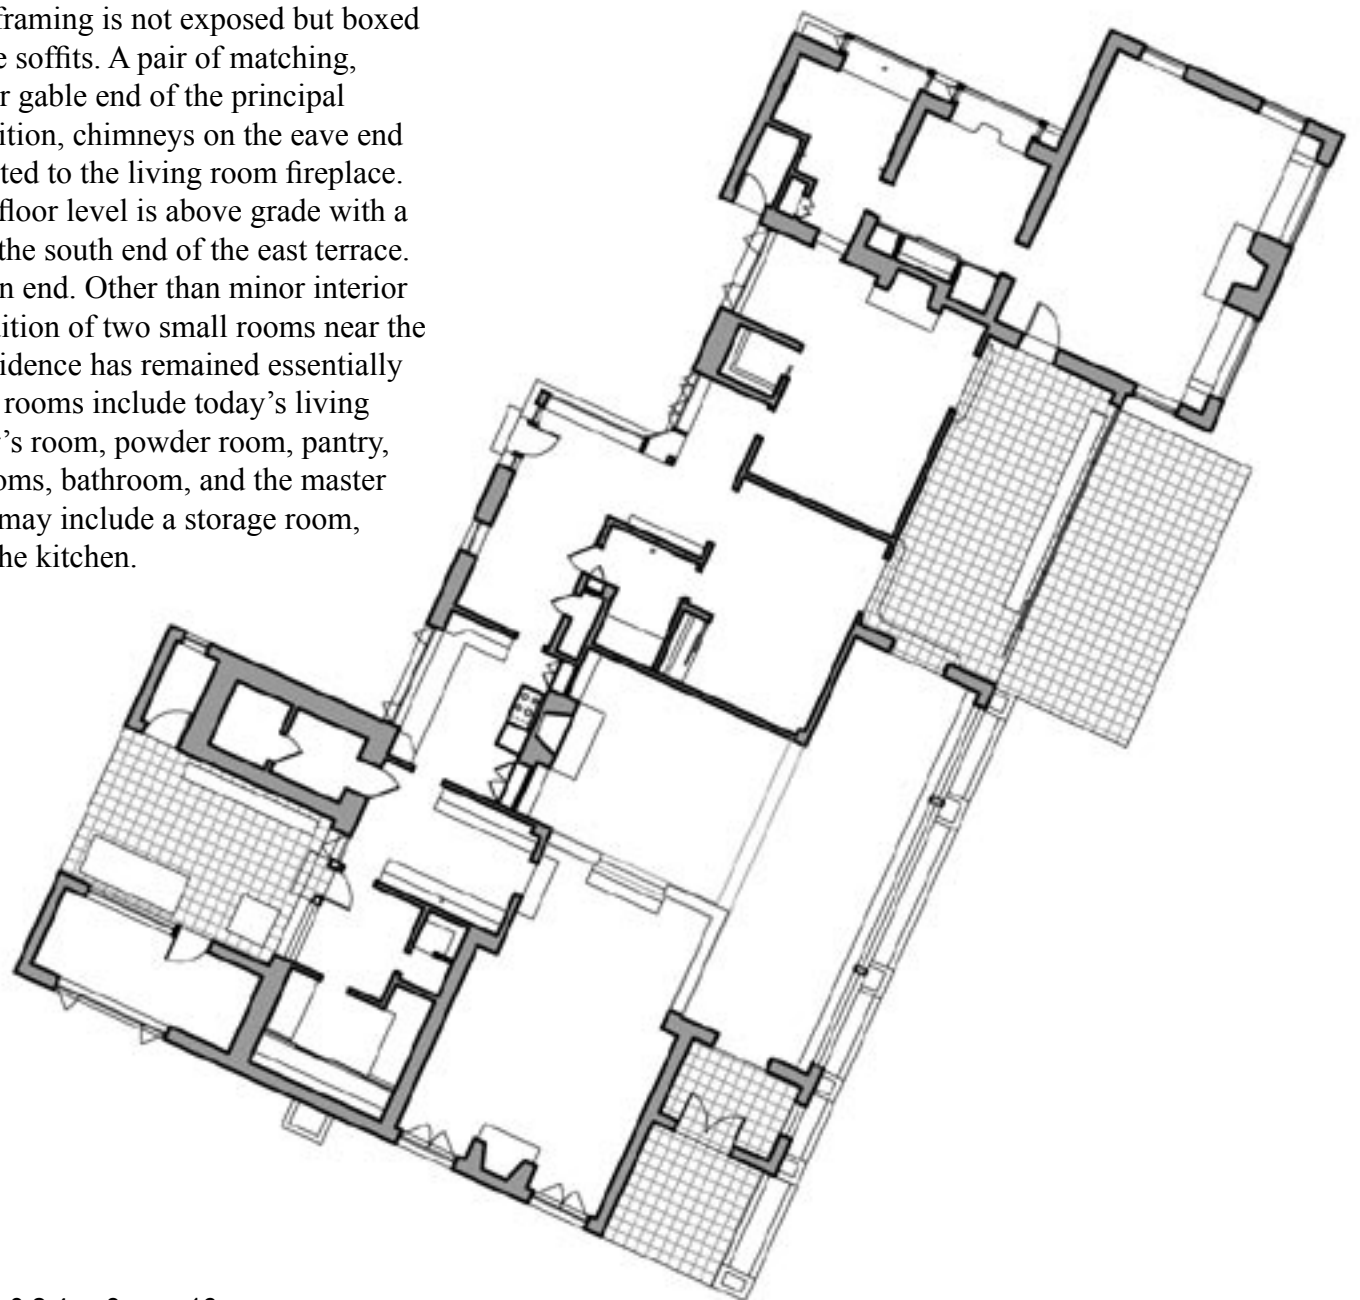 framing is not exposed but boxed
e soffits. A pair of matching,
r gable end of the principal
ition, chimneys on the eave end
ted to the living room fireplace.
floor level is above grade with a
the south end of the east terrace.
n end. Other than minor interior
lition of two small rooms near the
idence has remained essentially
rooms include today’s living
’s room, powder room, pantry,
oms, bathroom, and the master
may include a storage room,
he kitchen.